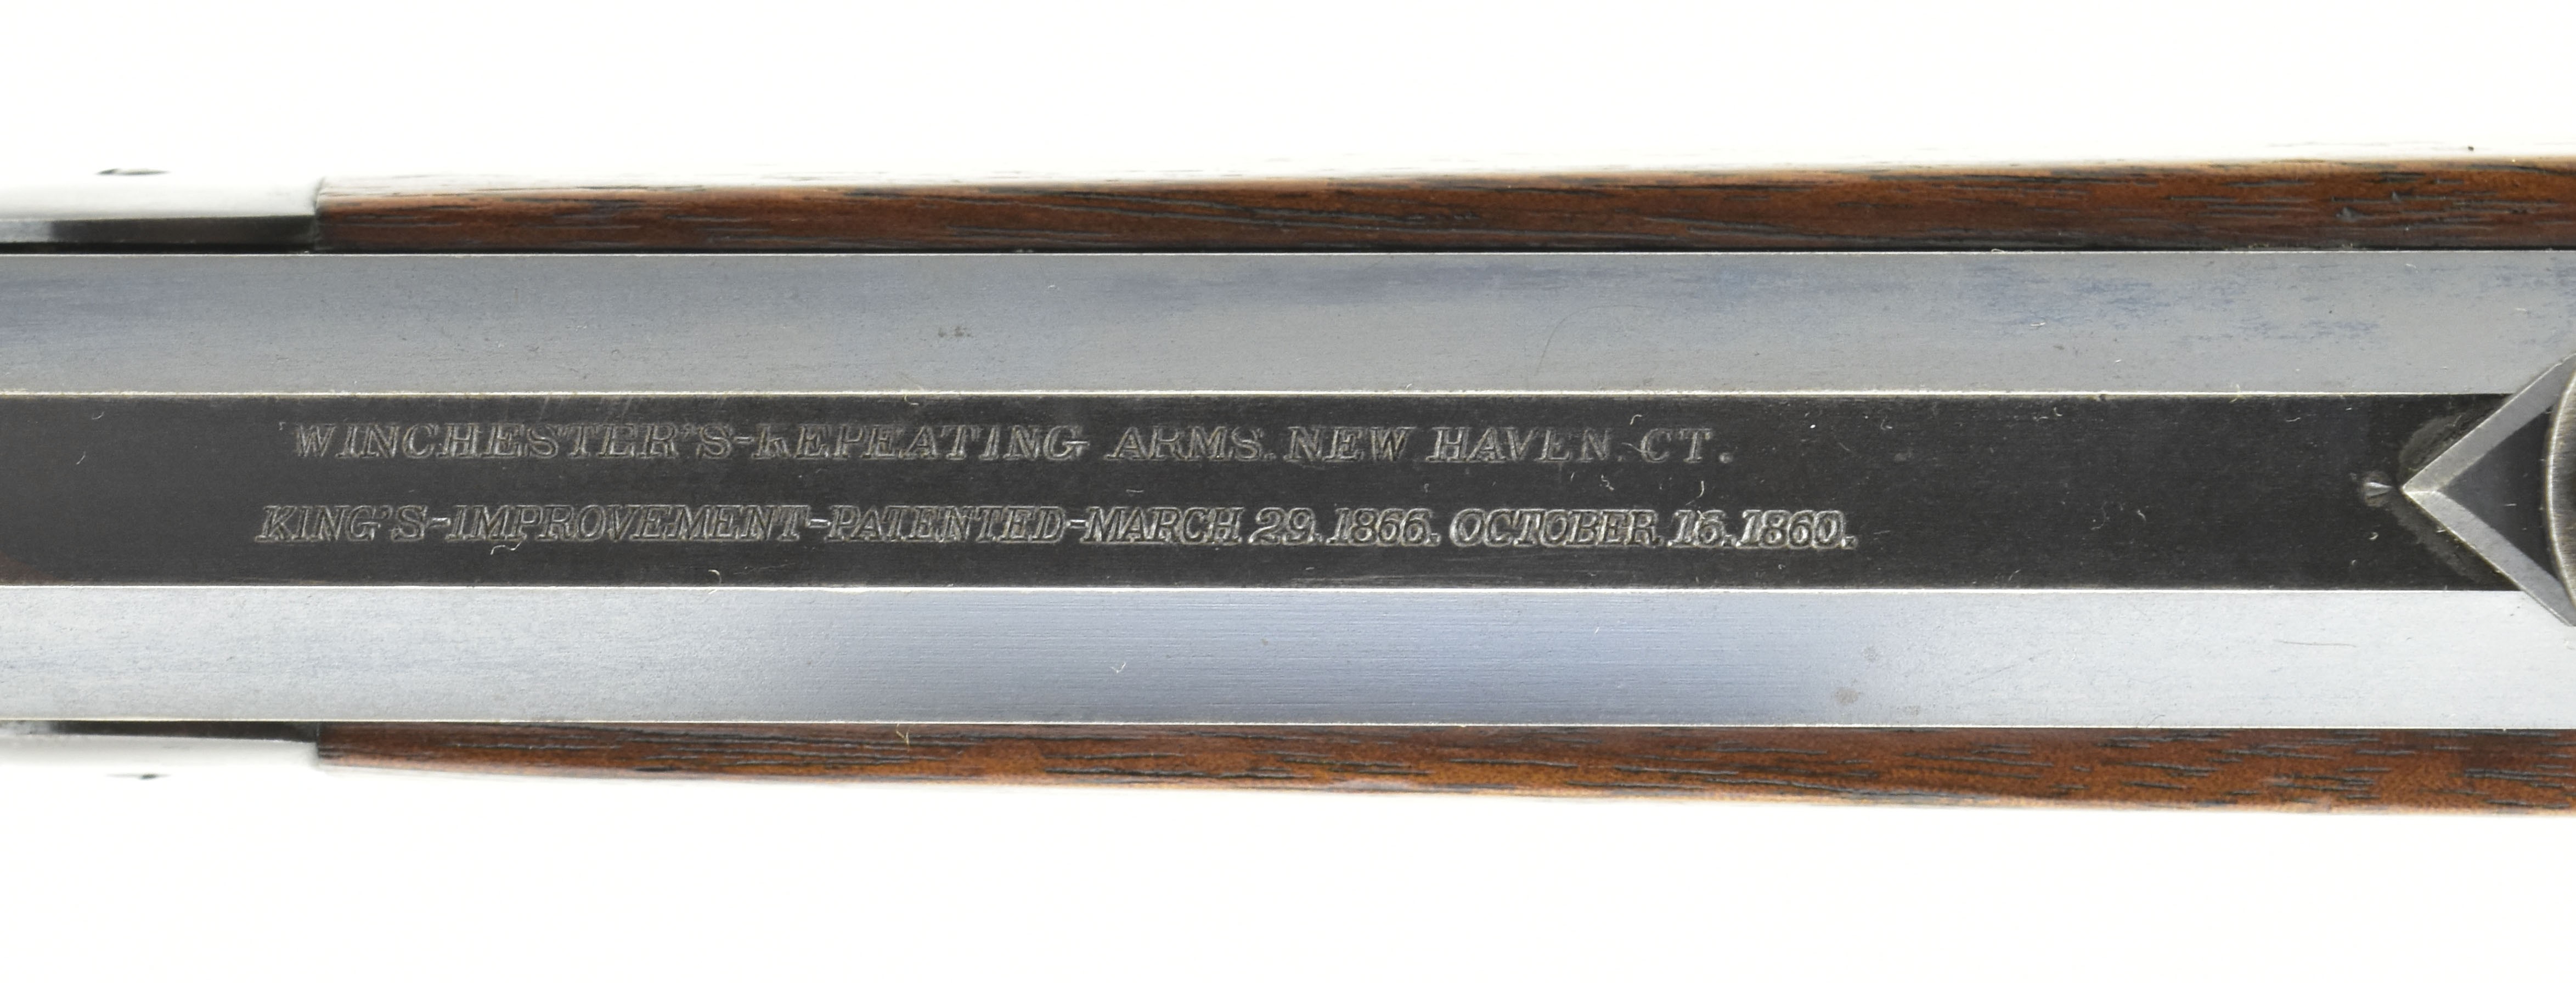 WINCHESTER'S-REPEATING ARMS. NEW HAVEN. CT.
KING'S-IMPROVEMENT-PATENTED-MARCH 29. 1866. OCTOBER 16. 1860.